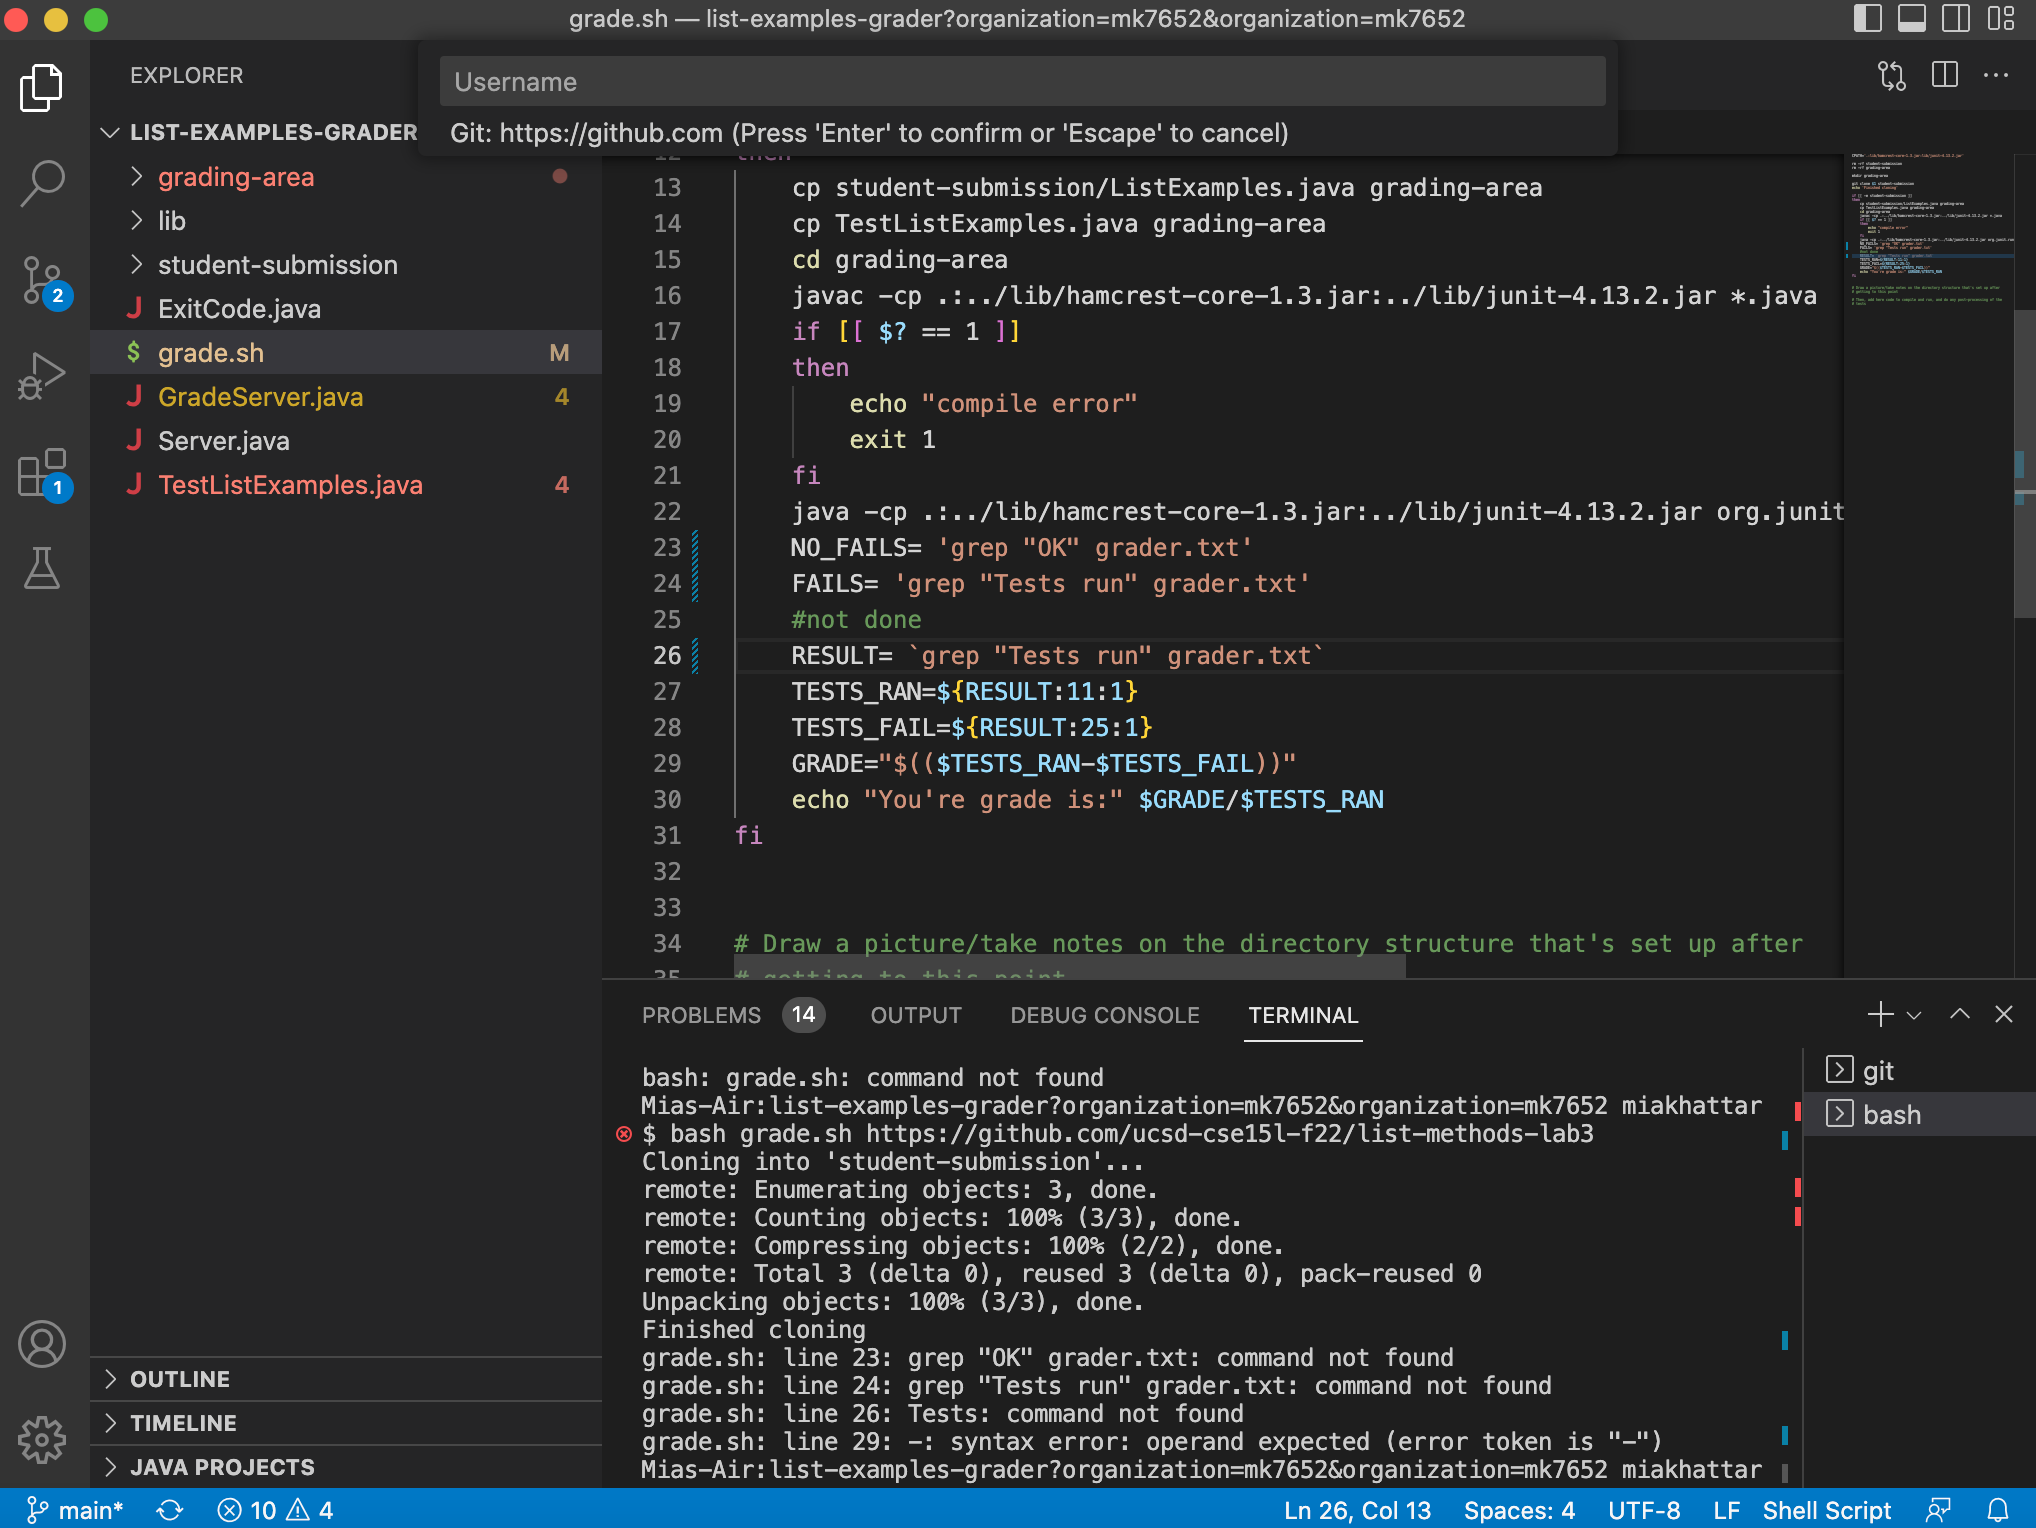 grade.sh — list-examples-grader?organization=mk7652&organization=mk7652
EXPLORER
Username
Git: https://github.com (Press 'Enter' to confirm or 'Escape' to cancel)
LIST-EXAMPLES-GRADER
grading-area
lib
student-submission
ExitCode.java
$ grade.sh M
GradeServer.java 4
Server.java
TestListExamples.java 4
2
1
12 then
13 cp student-submission/ListExamples.java grading-area
14 cp TestListExamples.java grading-area
15 cd grading-area
16 javac -cp .:../lib/hamcrest-core-1.3.jar:../lib/junit-4.13.2.jar *.java
17 if [[ $? == 1 ]]
18 then
19 echo "compile error"
20 exit 1
21 fi
22 java -cp .:../lib/hamcrest-core-1.3.jar:../lib/junit-4.13.2.jar org.junit
23 NO_FAILS= 'grep "OK" grader.txt'
24 FAILS= 'grep "Tests run" grader.txt'
25 #not done
26 RESULT= `grep "Tests run" grader.txt`
27 TESTS_RAN=${RESULT:11:1}
28 TESTS_FAIL=${RESULT:25:1}
29 GRADE="$(($TESTS_RAN-$TESTS_FAIL))"
30 echo "You're grade is:" $GRADE/$TESTS_RAN
31 fi
32
33
34 # Draw a picture/take notes on the directory structure that's set up after
35 # getting to this point
PROBLEMS 14 OUTPUT DEBUG CONSOLE TERMINAL
bash: grade.sh: command not found
Mias-Air:list-examples-grader?organization=mk7652&organization=mk7652 miakhattar
$ bash grade.sh https://github.com/ucsd-cse15l-f22/list-methods-lab3
Cloning into 'student-submission'...
remote: Enumerating objects: 3, done.
remote: Counting objects: 100% (3/3), done.
remote: Compressing objects: 100% (2/2), done.
remote: Total 3 (delta 0), reused 3 (delta 0), pack-reused 0
Unpacking objects: 100% (3/3), done.
Finished cloning
grade.sh: line 23: grep "OK" grader.txt: command not found
grade.sh: line 24: grep "Tests run" grader.txt: command not found
grade.sh: line 26: Tests: command not found
grade.sh: line 29: -: syntax error: operand expected (error token is "-")
Mias-Air:list-examples-grader?organization=mk7652&organization=mk7652 miakhattar
git
bash
OUTLINE
TIMELINE
JAVA PROJECTS
main* 10 4 Ln 26, Col 13 Spaces: 4 UTF-8 LF Shell Script